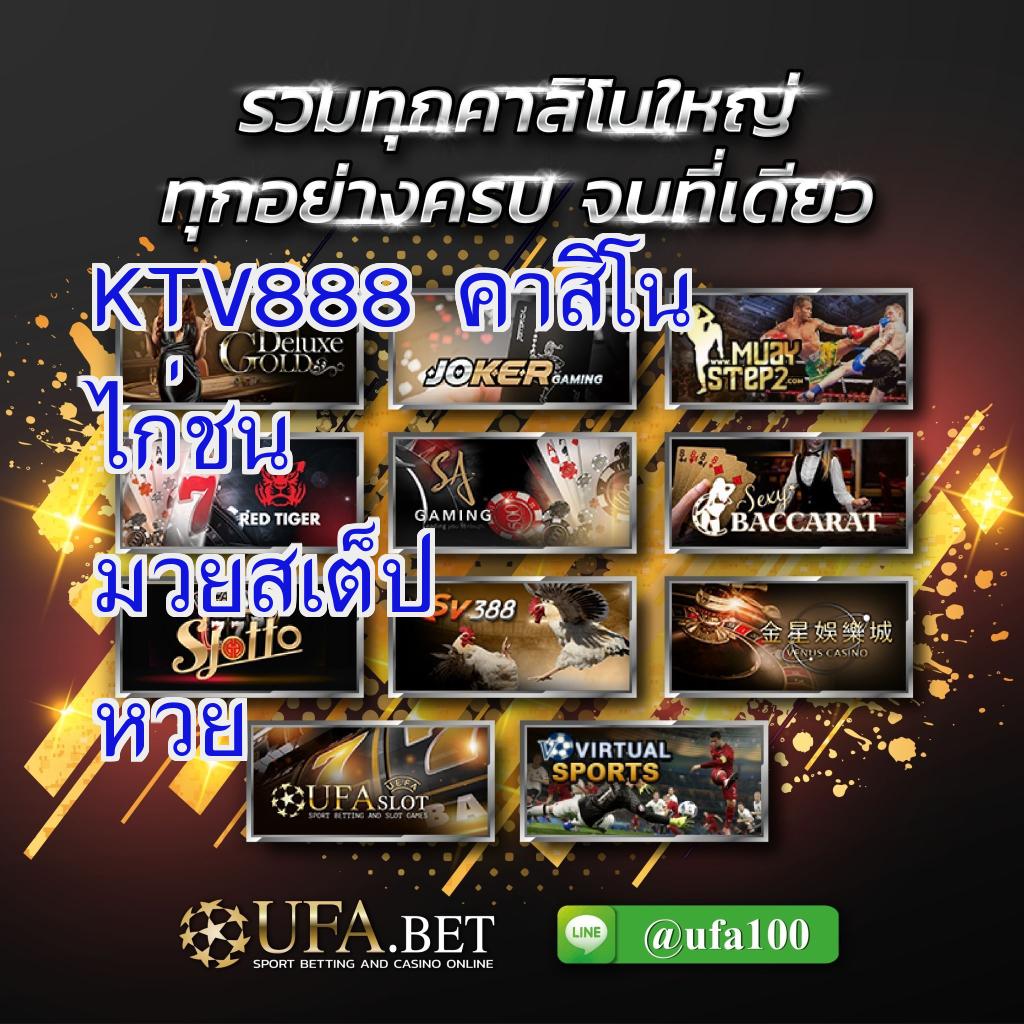 รวมทุกคาสิโนใหญ่
ทุกอย่างครบ จบที่เดียว
KTV888 คาสิโน
ไก่ชน
มวยสเต็ป
หวย
Deluxe
GOLD
JOKER
GAMING
WWW.MUAY
STEP2.COM
7
RED TIGER
SA
GAMING
Sexy
BACCARAT
Slotto
SV388
金星娛樂城
VENUS CASINO
UEFA
UFA SLOT
SPORT BETTING AND SLOT GAMES
VIRTUAL
SPORTS
UFA.BET
SPORT BETTING AND CASINO ONLINE
LINE
@ufa100